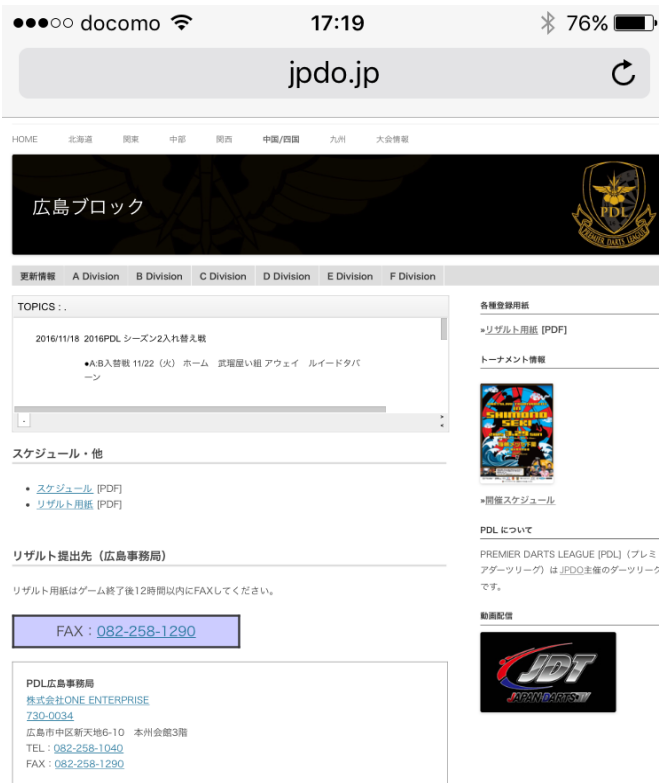 docomo 17:19 76%
jpdo.jp
HOME 北海道 関東 中部 関西 中国/四国 九州 大会情報
広島ブロック
PDL
PREMIER DARTS LEAGUE
更新情報 A Division B Division C Division D Division E Division F Division
TOPICS : .
2016/11/18 2016PDL シーズン2入れ替え戦
●A:B入替戦 11/22（火） ホーム 武瑠屋い組 アウェイ ルイードタバ
ーン
スケジュール・他
• スケジュール [PDF]
• リザルト用紙 [PDF]
リザルト提出先（広島事務局）
リザルト用紙はゲーム終了後12時間以内にFAXしてください。
FAX：082-258-1290
PDL広島事務局
株式会社ONE ENTERPRISE
730-0034
広島市中区新天地6-10 本州会館3階
TEL：082-258-1040
FAX：082-258-1290
各種登録用紙
»リザルト用紙 [PDF]
トーナメント情報
SHIMONO
SEKI
»開催スケジュール
PDL について
PREMIER DARTS LEAGUE [PDL]（プレミ
アダーツリーグ）は JPDO主催のダーツリーグ
です。
動画配信
JDT
JAPAN DARTS TV